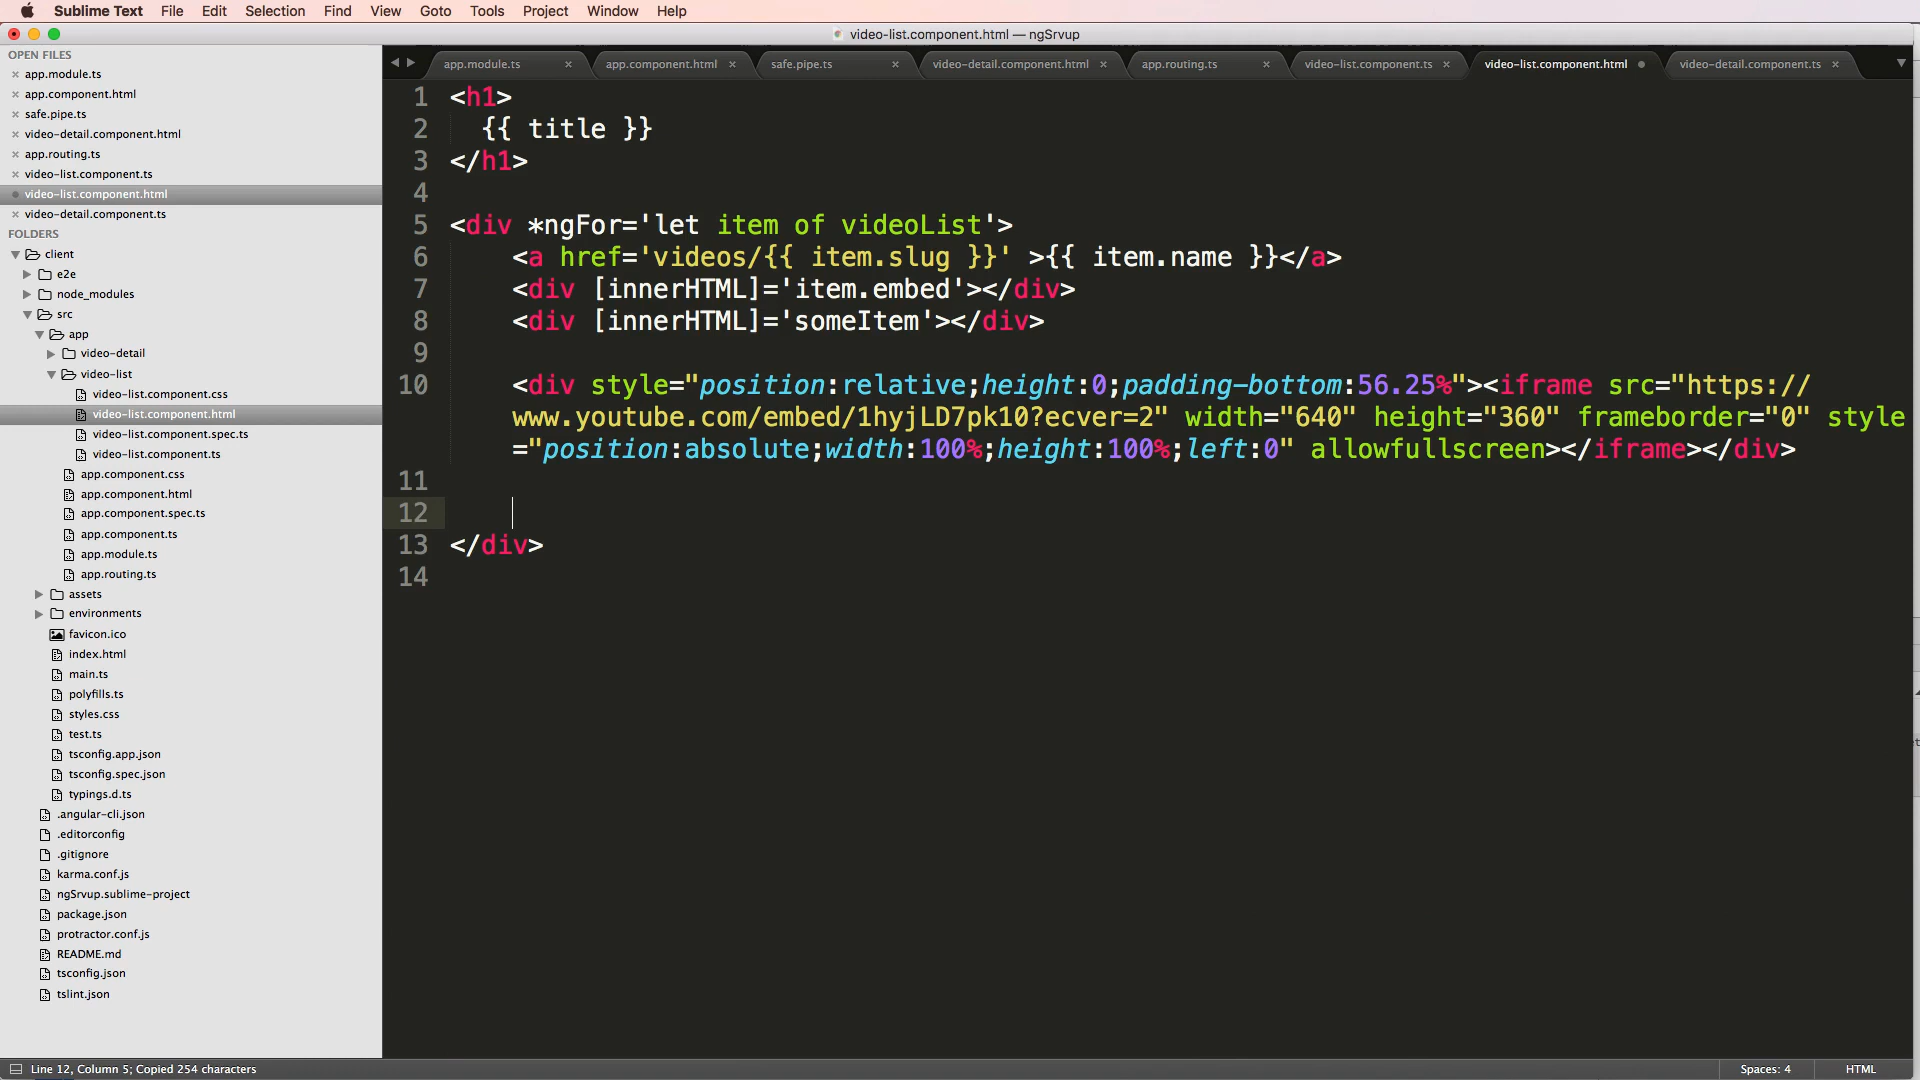 Sublime Text File Edit Selection Find View Goto Tools Project Window Help
video-list.component.html — ngSrvup
OPEN FILES
app.module.ts
app.component.html
safe.pipe.ts
video-detail.component.html
app.routing.ts
video-list.component.ts
video-list.component.html
video-detail.component.ts
FOLDERS
client
e2e
node_modules
src
app
video-detail
video-list
video-list.component.css
video-list.component.html
video-list.component.spec.ts
video-list.component.ts
app.component.css
app.component.html
app.component.spec.ts
app.component.ts
app.module.ts
app.routing.ts
assets
environments
favicon.ico
index.html
main.ts
polyfills.ts
styles.css
test.ts
tsconfig.app.json
tsconfig.spec.json
typings.d.ts
.angular-cli.json
.editorconfig
.gitignore
karma.conf.js
ngSrvup.sublime-project
package.json
protractor.conf.js
README.md
tsconfig.json
tslint.json
app.module.ts app.component.html safe.pipe.ts video-detail.component.html app.routing.ts video-list.component.ts video-list.component.html video-detail.component.ts
1 <h1>
2 {{ title }}
3 </h1>
4
5 <div *ngFor='let item of videoList'>
6 <a href='videos/{{ item.slug }}' >{{ item.name }}</a>
7 <div [innerHTML]='item.embed'></div>
8 <div [innerHTML]='someItem'></div>
9
10 <div style="position:relative;height:0;padding-bottom:56.25%"><iframe src="https://
www.youtube.com/embed/1hyjLD7pk10?ecver=2" width="640" height="360" frameborder="0" style
="position:absolute;width:100%;height:100%;left:0" allowfullscreen></iframe></div>
11
12
13 </div>
14
Line 12, Column 5; Copied 254 characters
Spaces: 4
HTML